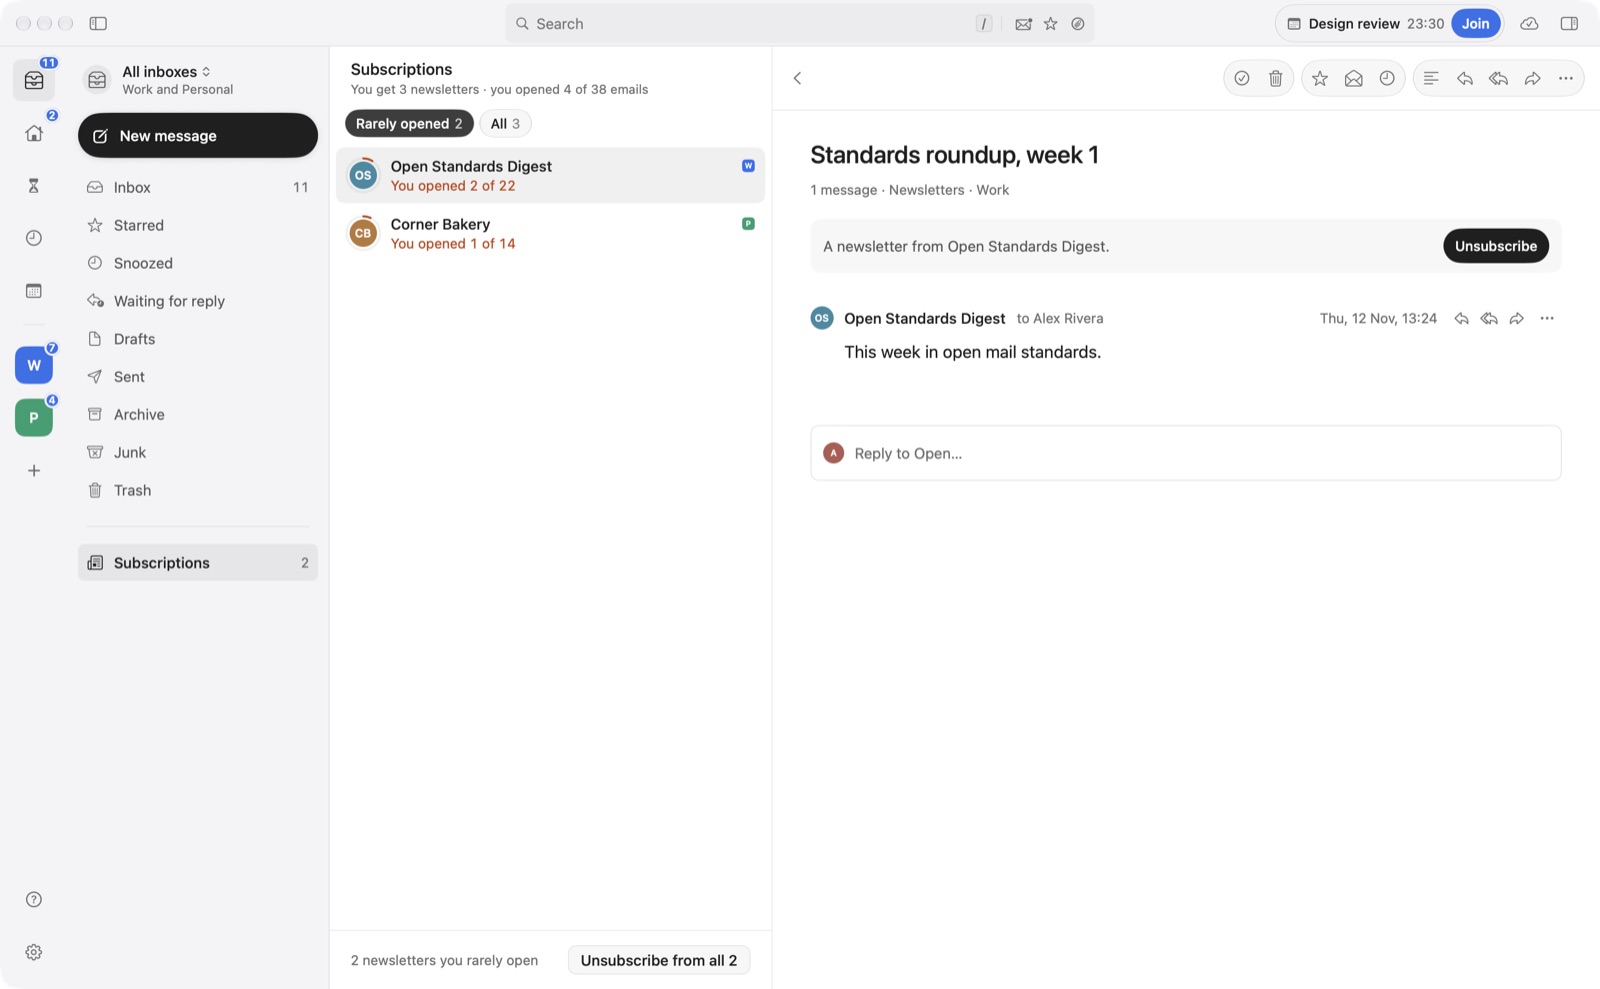 Search
/
Design review 23:30
Join
11
2
W
7
P
4
All inboxes
Work and Personal
New message
Inbox 11
Starred
Snoozed
Waiting for reply
Drafts
Sent
Archive
Junk
Trash
Subscriptions 2
Subscriptions
You get 3 newsletters · you opened 4 of 38 emails
Rarely opened 2
All 3
OS
Open Standards Digest
W
You opened 2 of 22
CB
Corner Bakery
P
You opened 1 of 14
2 newsletters you rarely open
Unsubscribe from all 2
Standards roundup, week 1
1 message · Newsletters · Work
A newsletter from Open Standards Digest.
Unsubscribe
OS
Open Standards Digest to Alex Rivera
Thu, 12 Nov, 13:24
This week in open mail standards.
A
Reply to Open...
?